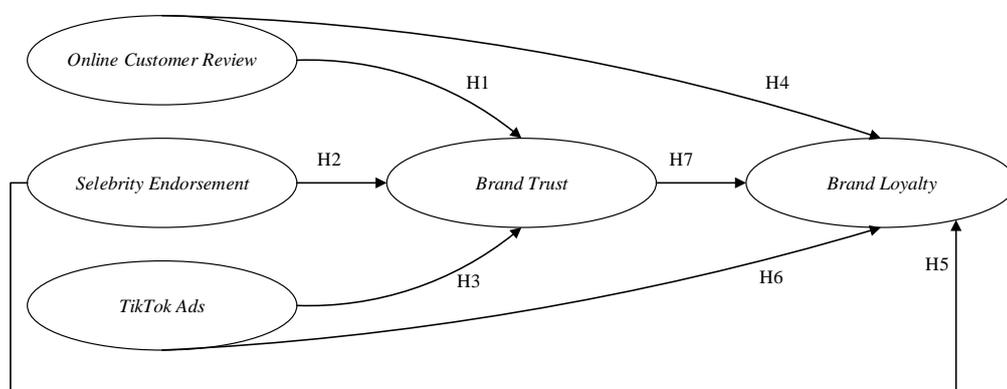 Online Customer Review
H1
H4
Selebrity Endorsement
H2
Brand Trust
H7
Brand Loyalty
TikTok Ads
H3
H6
H5